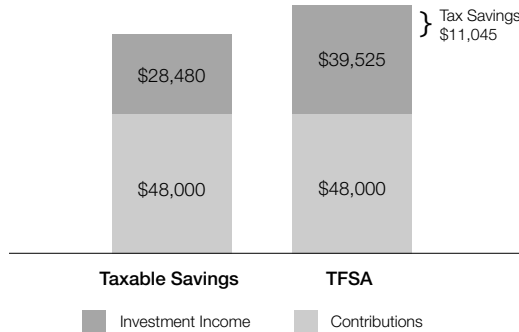 Tax Savings
$11,045
$28,480
$39,525
$48,000
$48,000
Taxable Savings
TFSA
Investment Income
Contributions